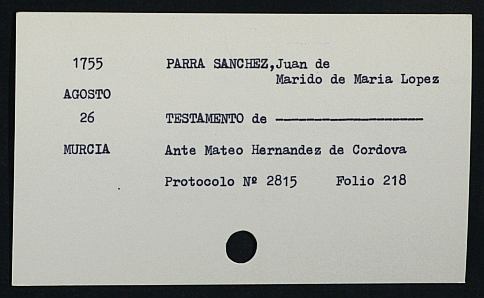 1755 PARRA SANCHEZ,Juan de
Marido de Maria Lopez
AGOSTO
26 TESTAMENTO de -------------------
MURCIA Ante Mateo Hernandez de Cordova
Protocolo Nº 2815 Folio 218